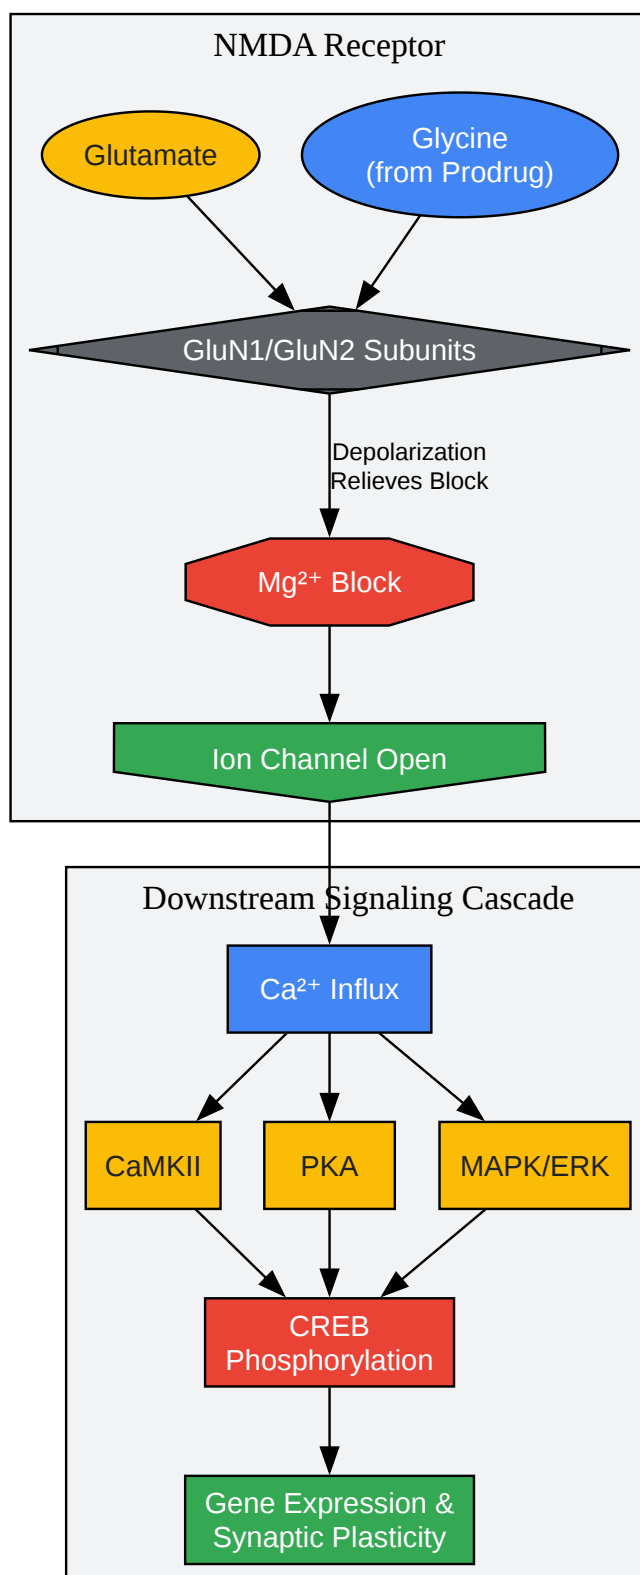 NMDA Receptor
Glutamate
Glycine
(from Prodrug)
GluN1/GluN2 Subunits
Depolarization
Relieves Block
Mg²⁺ Block
Ion Channel Open
Downstream Signaling Cascade
Ca²⁺ Influx
CaMKII
PKA
MAPK/ERK
CREB
Phosphorylation
Gene Expression &
Synaptic Plasticity